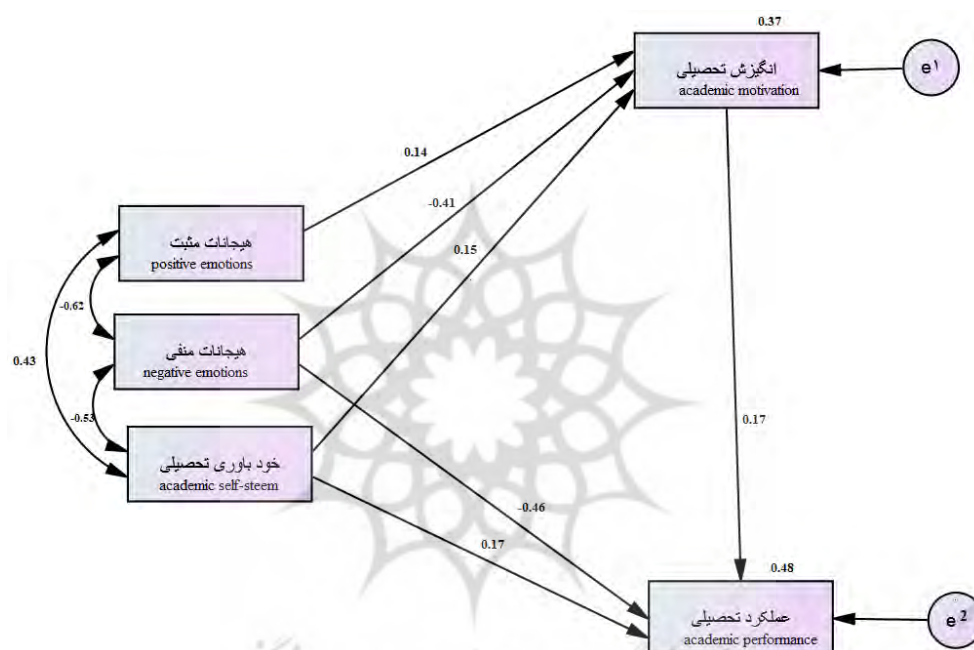 0.37
انگیزش تحصیلی
academic motivation
e۱
0.14
-0.41
0.15
هیجانات مثبت
positive emotions
-0.62
0.43
هیجانات منفی
negative emotions
-0.53
خود باوری تحصیلی
academic self-steem
0.17
-0.46
0.17
0.48
عملکرد تحصیلی
academic performance
e2